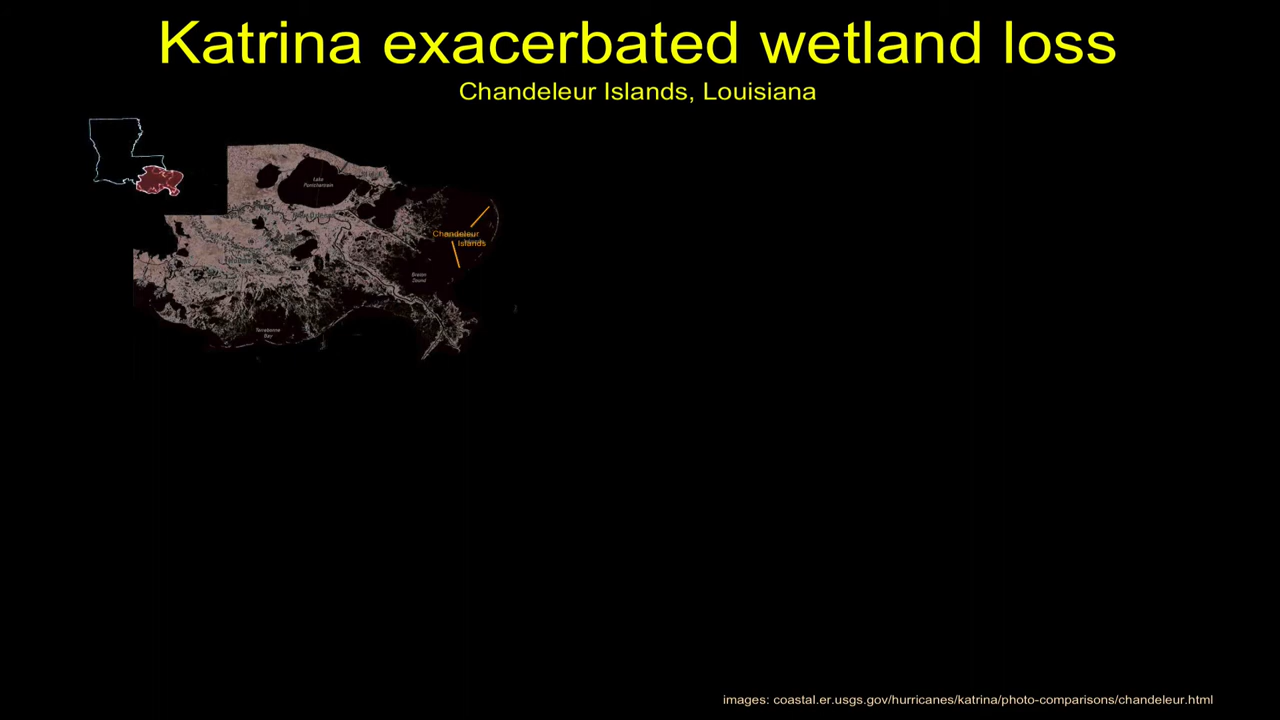 Katrina exacerbated wetland loss
Chandeleur Islands, Louisiana
Lake
Pontchartrain
Chandeleur
Islands
Breton
Sound
Terrebonne
Bay
images: coastal.er.usgs.gov/hurricanes/katrina/photo-comparisons/chandeleur.html